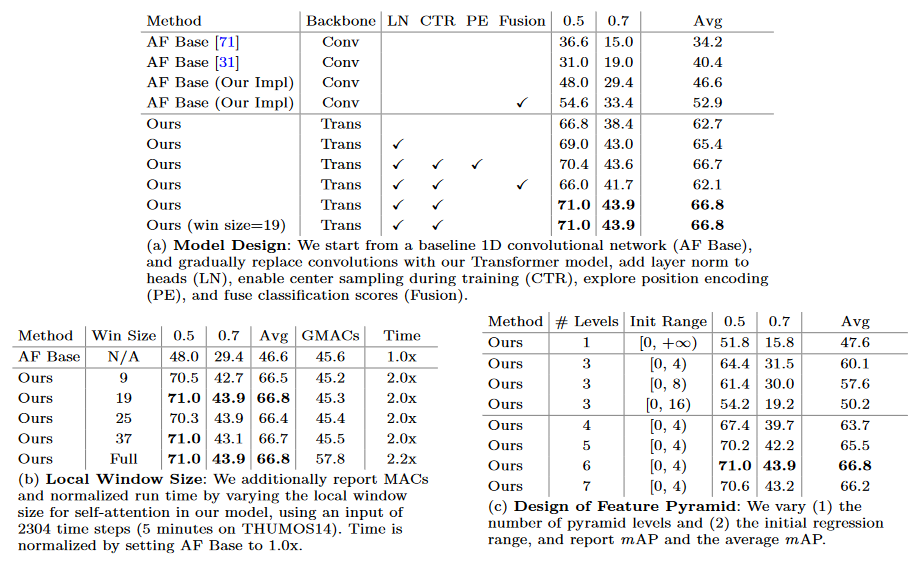 Method Backbone LN CTR PE Fusion 0.5 0.7 Avg
AF Base [71] Conv 36.6 15.0 34.2
AF Base [31] Conv 31.0 19.0 40.4
AF Base (Our Impl) Conv 48.0 29.4 46.6
AF Base (Our Impl) Conv ✓ 54.6 33.4 52.9
Ours Trans 66.8 38.4 62.7
Ours Trans ✓ 69.0 43.0 65.4
Ours Trans ✓ ✓ ✓ 70.4 43.6 66.7
Ours Trans ✓ ✓ ✓ 66.0 41.7 62.1
Ours Trans ✓ ✓ 71.0 43.9 66.8
Ours (win size=19) Trans ✓ ✓ 71.0 43.9 66.8
(a) Model Design: We start from a baseline 1D convolutional network (AF Base),
and gradually replace convolutions with our Transformer model, add layer norm to
heads (LN), enable center sampling during training (CTR), explore position encoding
(PE), and fuse classification scores (Fusion).
Method Win Size 0.5 0.7 Avg GMACs Time
AF Base N/A 48.0 29.4 46.6 45.6 1.0x
Ours 9 70.5 42.7 66.5 45.2 2.0x
Ours 19 71.0 43.9 66.8 45.3 2.0x
Ours 25 70.3 43.9 66.4 45.4 2.0x
Ours 37 71.0 43.1 66.7 45.5 2.0x
Ours Full 71.0 43.9 66.8 57.8 2.2x
(b) Local Window Size: We additionally report MACs
and normalized run time by varying the local window
size for self-attention in our model, using an input of
2304 time steps (5 minutes on THUMOS14). Time is
normalized by setting AF Base to 1.0x.
Method # Levels Init Range 0.5 0.7 Avg
Ours 1 [0, +∞) 51.8 15.8 47.6
Ours 3 [0, 4) 64.4 31.5 60.1
Ours 3 [0, 8) 61.4 30.0 57.6
Ours 3 [0, 16) 54.2 19.2 50.2
Ours 4 [0, 4) 67.4 39.7 63.7
Ours 5 [0, 4) 70.2 42.2 65.5
Ours 6 [0, 4) 71.0 43.9 66.8
Ours 7 [0, 4) 70.6 43.2 66.2
(c) Design of Feature Pyramid: We vary (1) the
number of pyramid levels and (2) the initial regression
range, and report mAP and the average mAP.